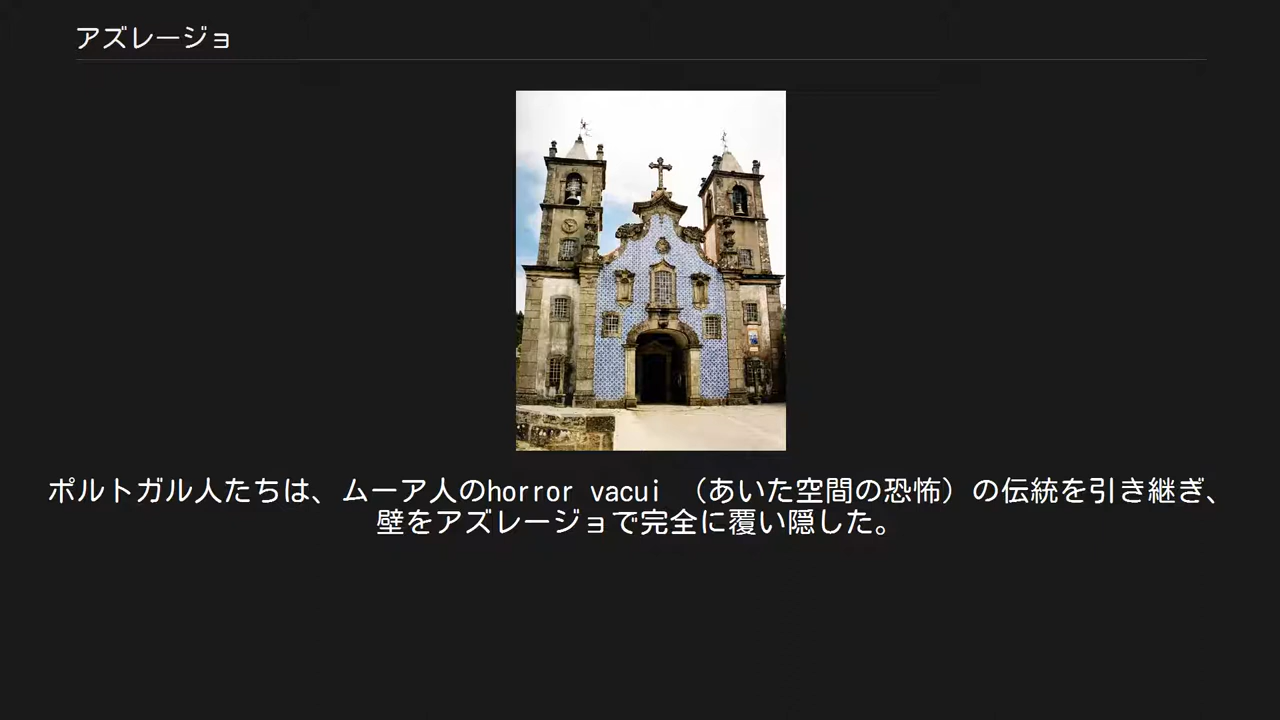 アズレージョ
ポルトガル人たちは、ムーア人のhorror vacui （あいた空間の恐怖）の伝統を引き継ぎ、
壁をアズレージョで完全に覆い隠した。